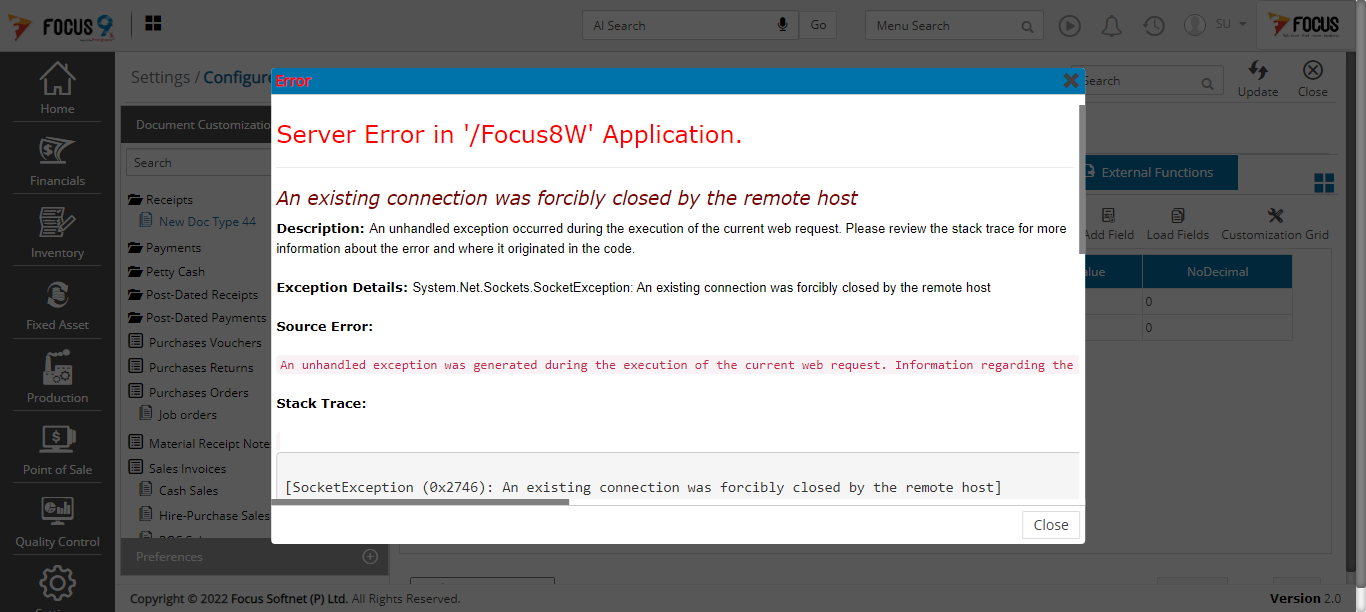 FOCUS 9
AI Search
Go
Menu Search
SU
FOCUS
Home
Financials
Inventory
Fixed Asset
Production
Point of Sale
Quality Control
Settings / Configure
Search
Update
Close
Document Customizatio
Search
Receipts
New Doc Type 44
Payments
Petty Cash
Post-Dated Receipts
Post-Dated Payments
Purchases Vouchers
Purchases Returns
Purchases Orders
Job orders
Material Receipt Note
Sales Invoices
Cash Sales
Hire-Purchase Sales
Preferences
External Functions
Add Field
Load Fields
Customization Grid
alue
NoDecimal
0
0
Error
Server Error in '/Focus8W' Application.
An existing connection was forcibly closed by the remote host
Description: An unhandled exception occurred during the execution of the current web request. Please review the stack trace for more
information about the error and where it originated in the code.
Exception Details: System.Net.Sockets.SocketException: An existing connection was forcibly closed by the remote host
Source Error:
An unhandled exception was generated during the execution of the current web request. Information regarding the
Stack Trace:
[SocketException (0x2746): An existing connection was forcibly closed by the remote host]
Close
Copyright © 2022 Focus Softnet (P) Ltd. All Rights Reserved.
Version 2.0